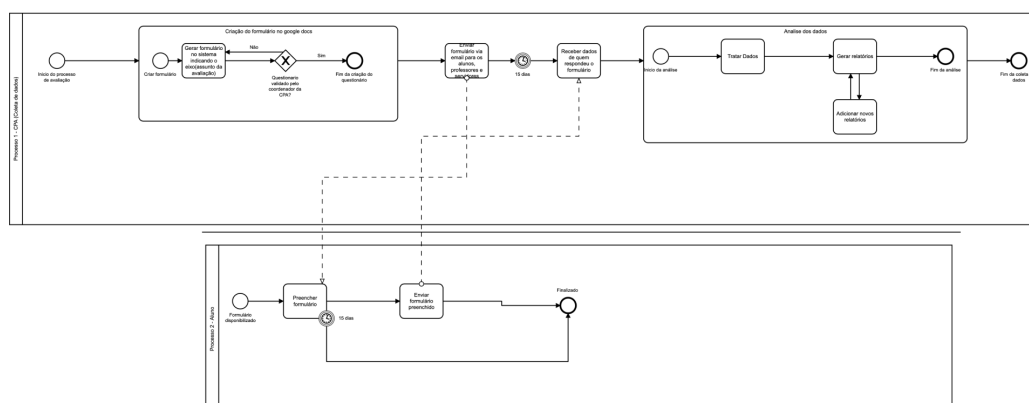 Processo 1 - CPA (Coleta de dados)
Inicio do processo
de avaliação
Criação do formulário no google docs
Criar formulário
Gerar formulário
no sistema
indicando o
eixo(assunto da
avaliação)
Não
Sim
Questionario
validado pelo
coordenador da
CPA?
Fim da criação do
questionário
Enviar
formulário via
email para os
alunos,
professores e
servidores
15 dias
Receber dados
de quem
respondeu o
formulário
Analise dos dados
Inicio da análise
Tratar Dados
Gerar relatórios
Adicionar novos
relatórios
Fim da análise
Fim da coleta de
dados
Processo 2 - Aluno
Formulário
disponibilizado
Preencher
formulário
15 dias
Enviar
formulário
preenchido
Finalizado